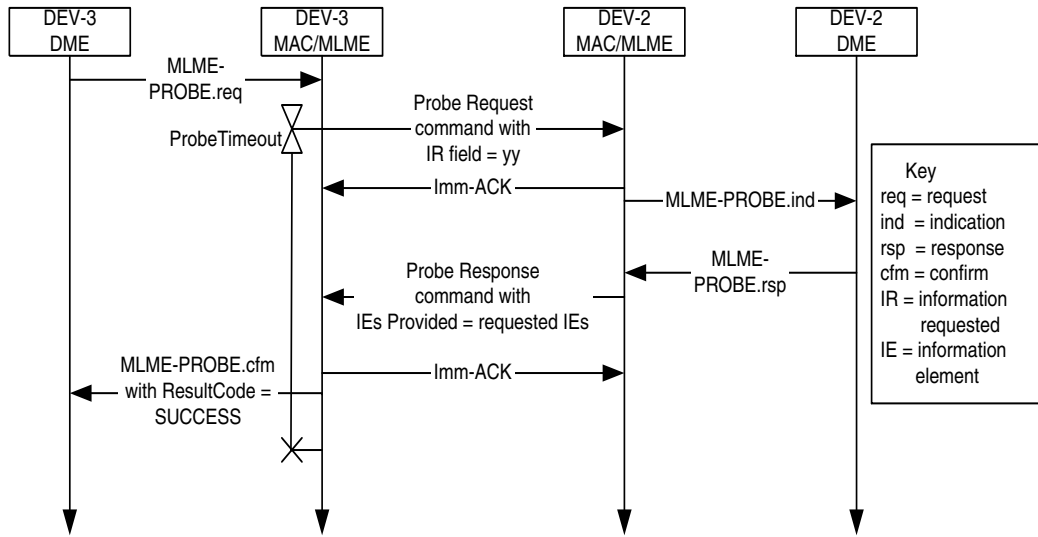 DEV-3
DME
DEV-3
MAC/MLME
DEV-2
MAC/MLME
DEV-2
DME
MLME-
PROBE.req
ProbeTimeout
Probe Request
command with
IR field = yy
Imm-ACK
MLME-PROBE.ind
MLME-
PROBE.rsp
Probe Response
command with
IEs Provided = requested IEs
MLME-PROBE.cfm
with ResultCode =
SUCCESS
Imm-ACK
Key
req = request
ind = indication
rsp = response
cfm = confirm
IR = information
requested
IE = information
element